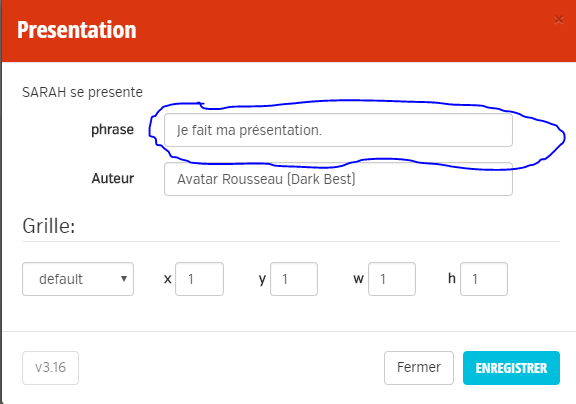 Presentation
×
SARAH se presente
phrase Je fait ma présentation.
Auteur Avatar Rousseau (Dark Best)
Grille:
default x 1 y 1 w 1 h 1
v3.16 Fermer ENREGISTRER